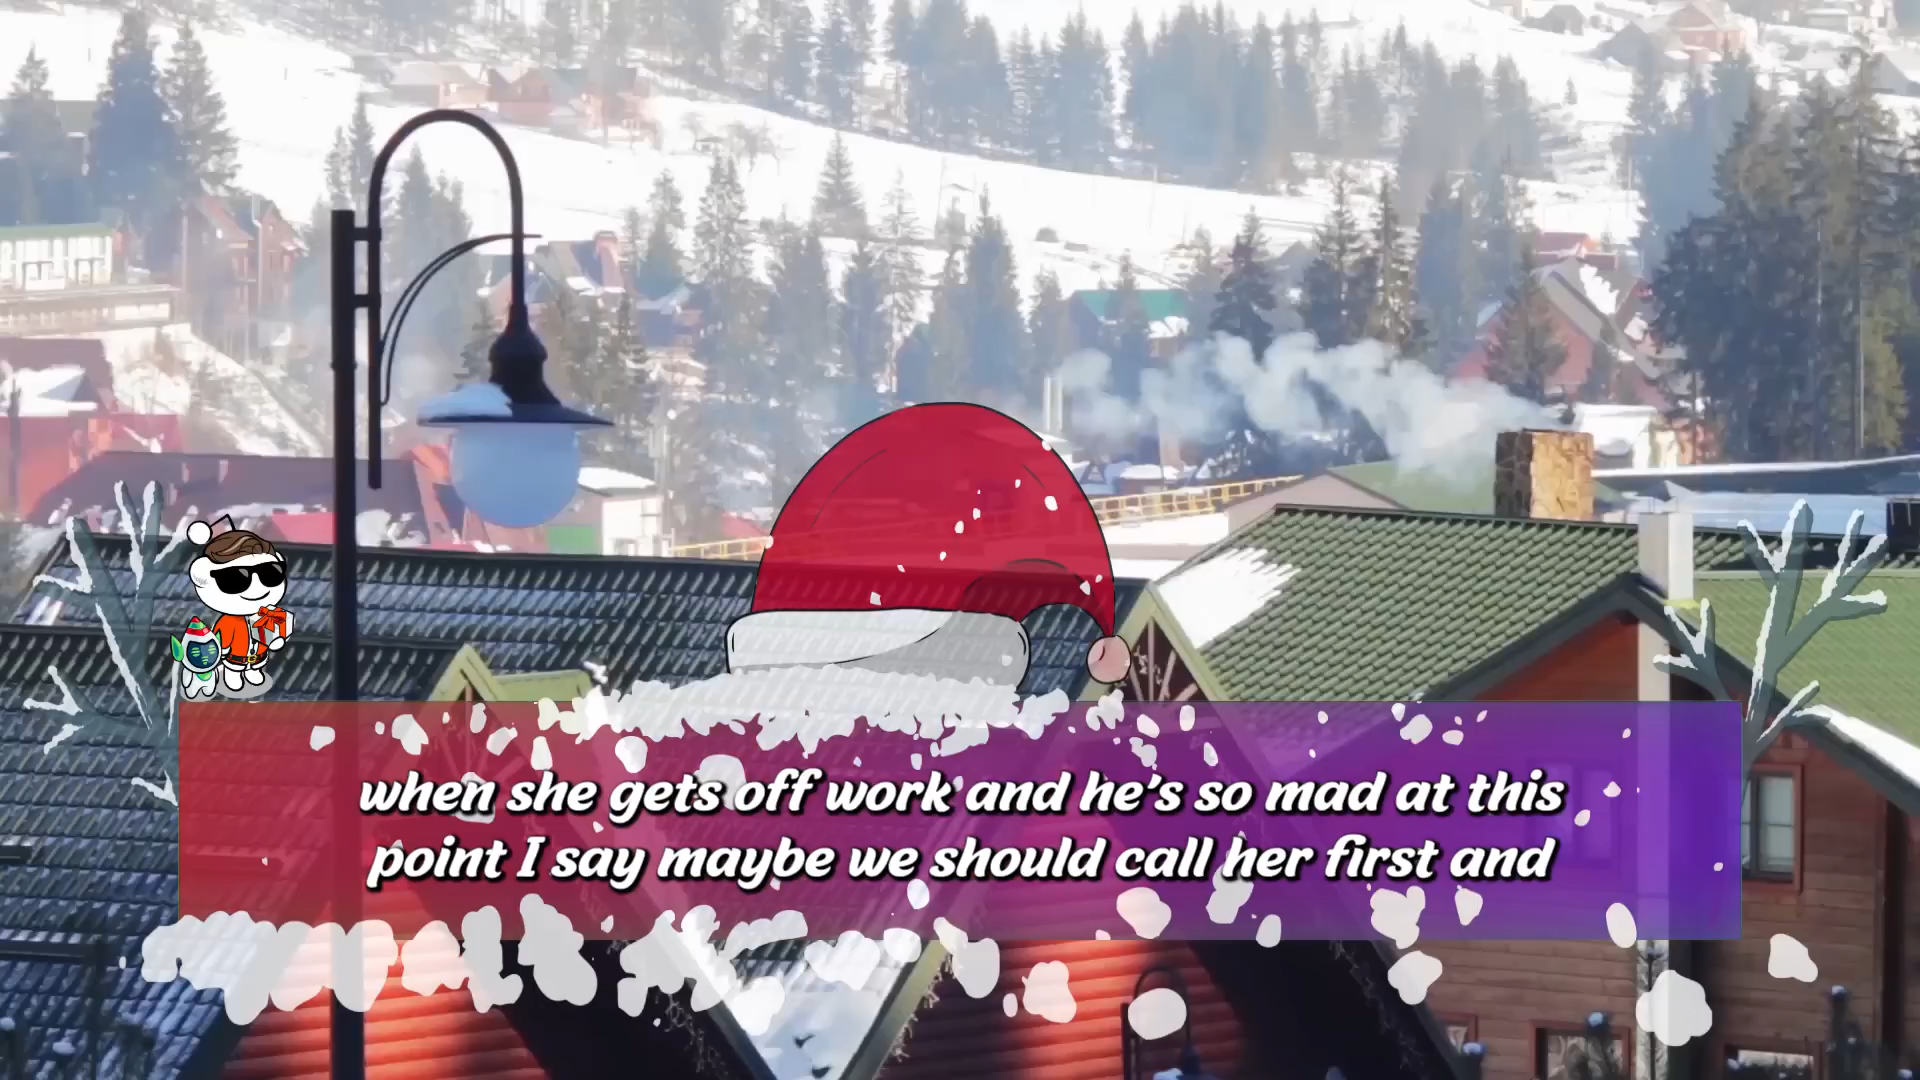 when she gets off work and he's so mad at this
point I say maybe we should call her first and